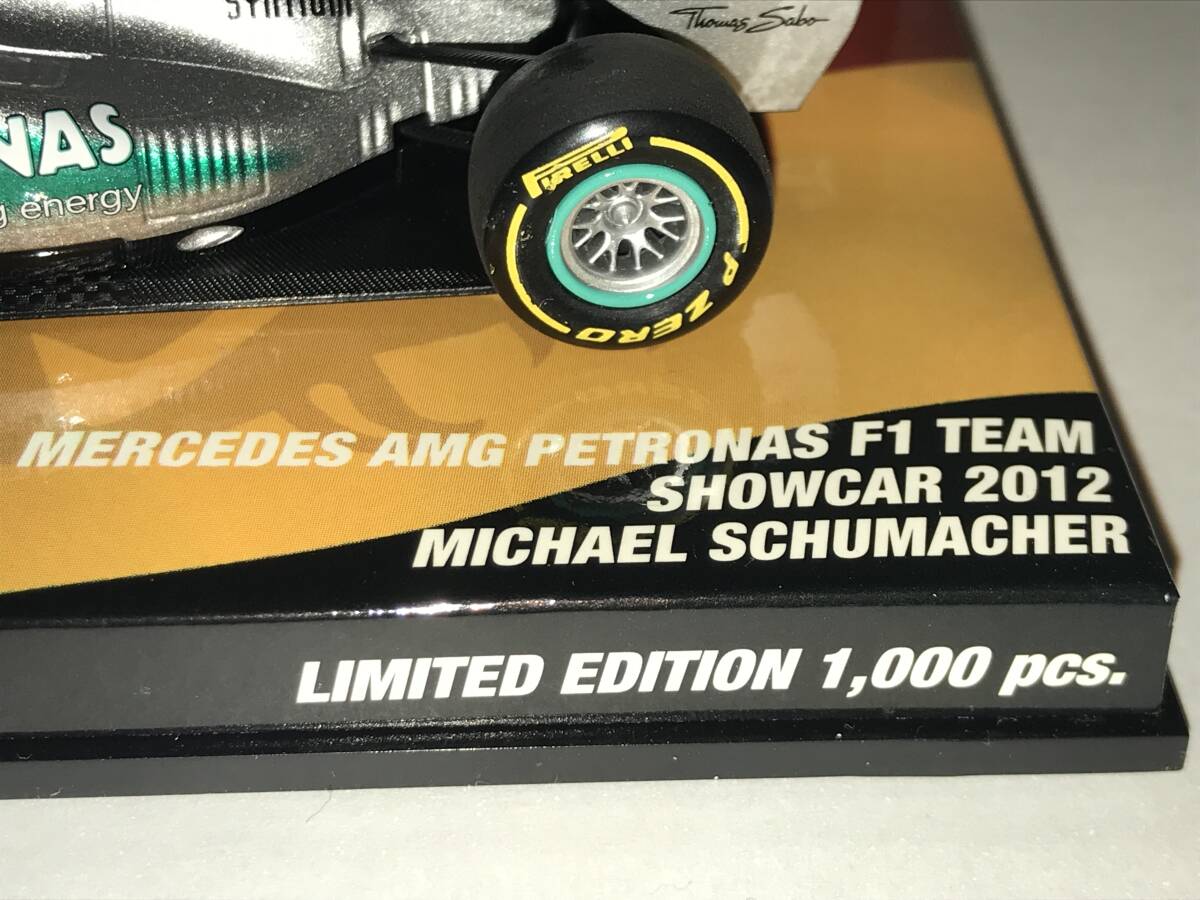 SYNTIUM
Thomas Sabo
NAS
g energy
PIRELLI
P ZERO
MERCEDES AMG PETRONAS F1 TEAM
SHOWCAR 2012
MICHAEL SCHUMACHER
LIMITED EDITION 1,000 pcs.